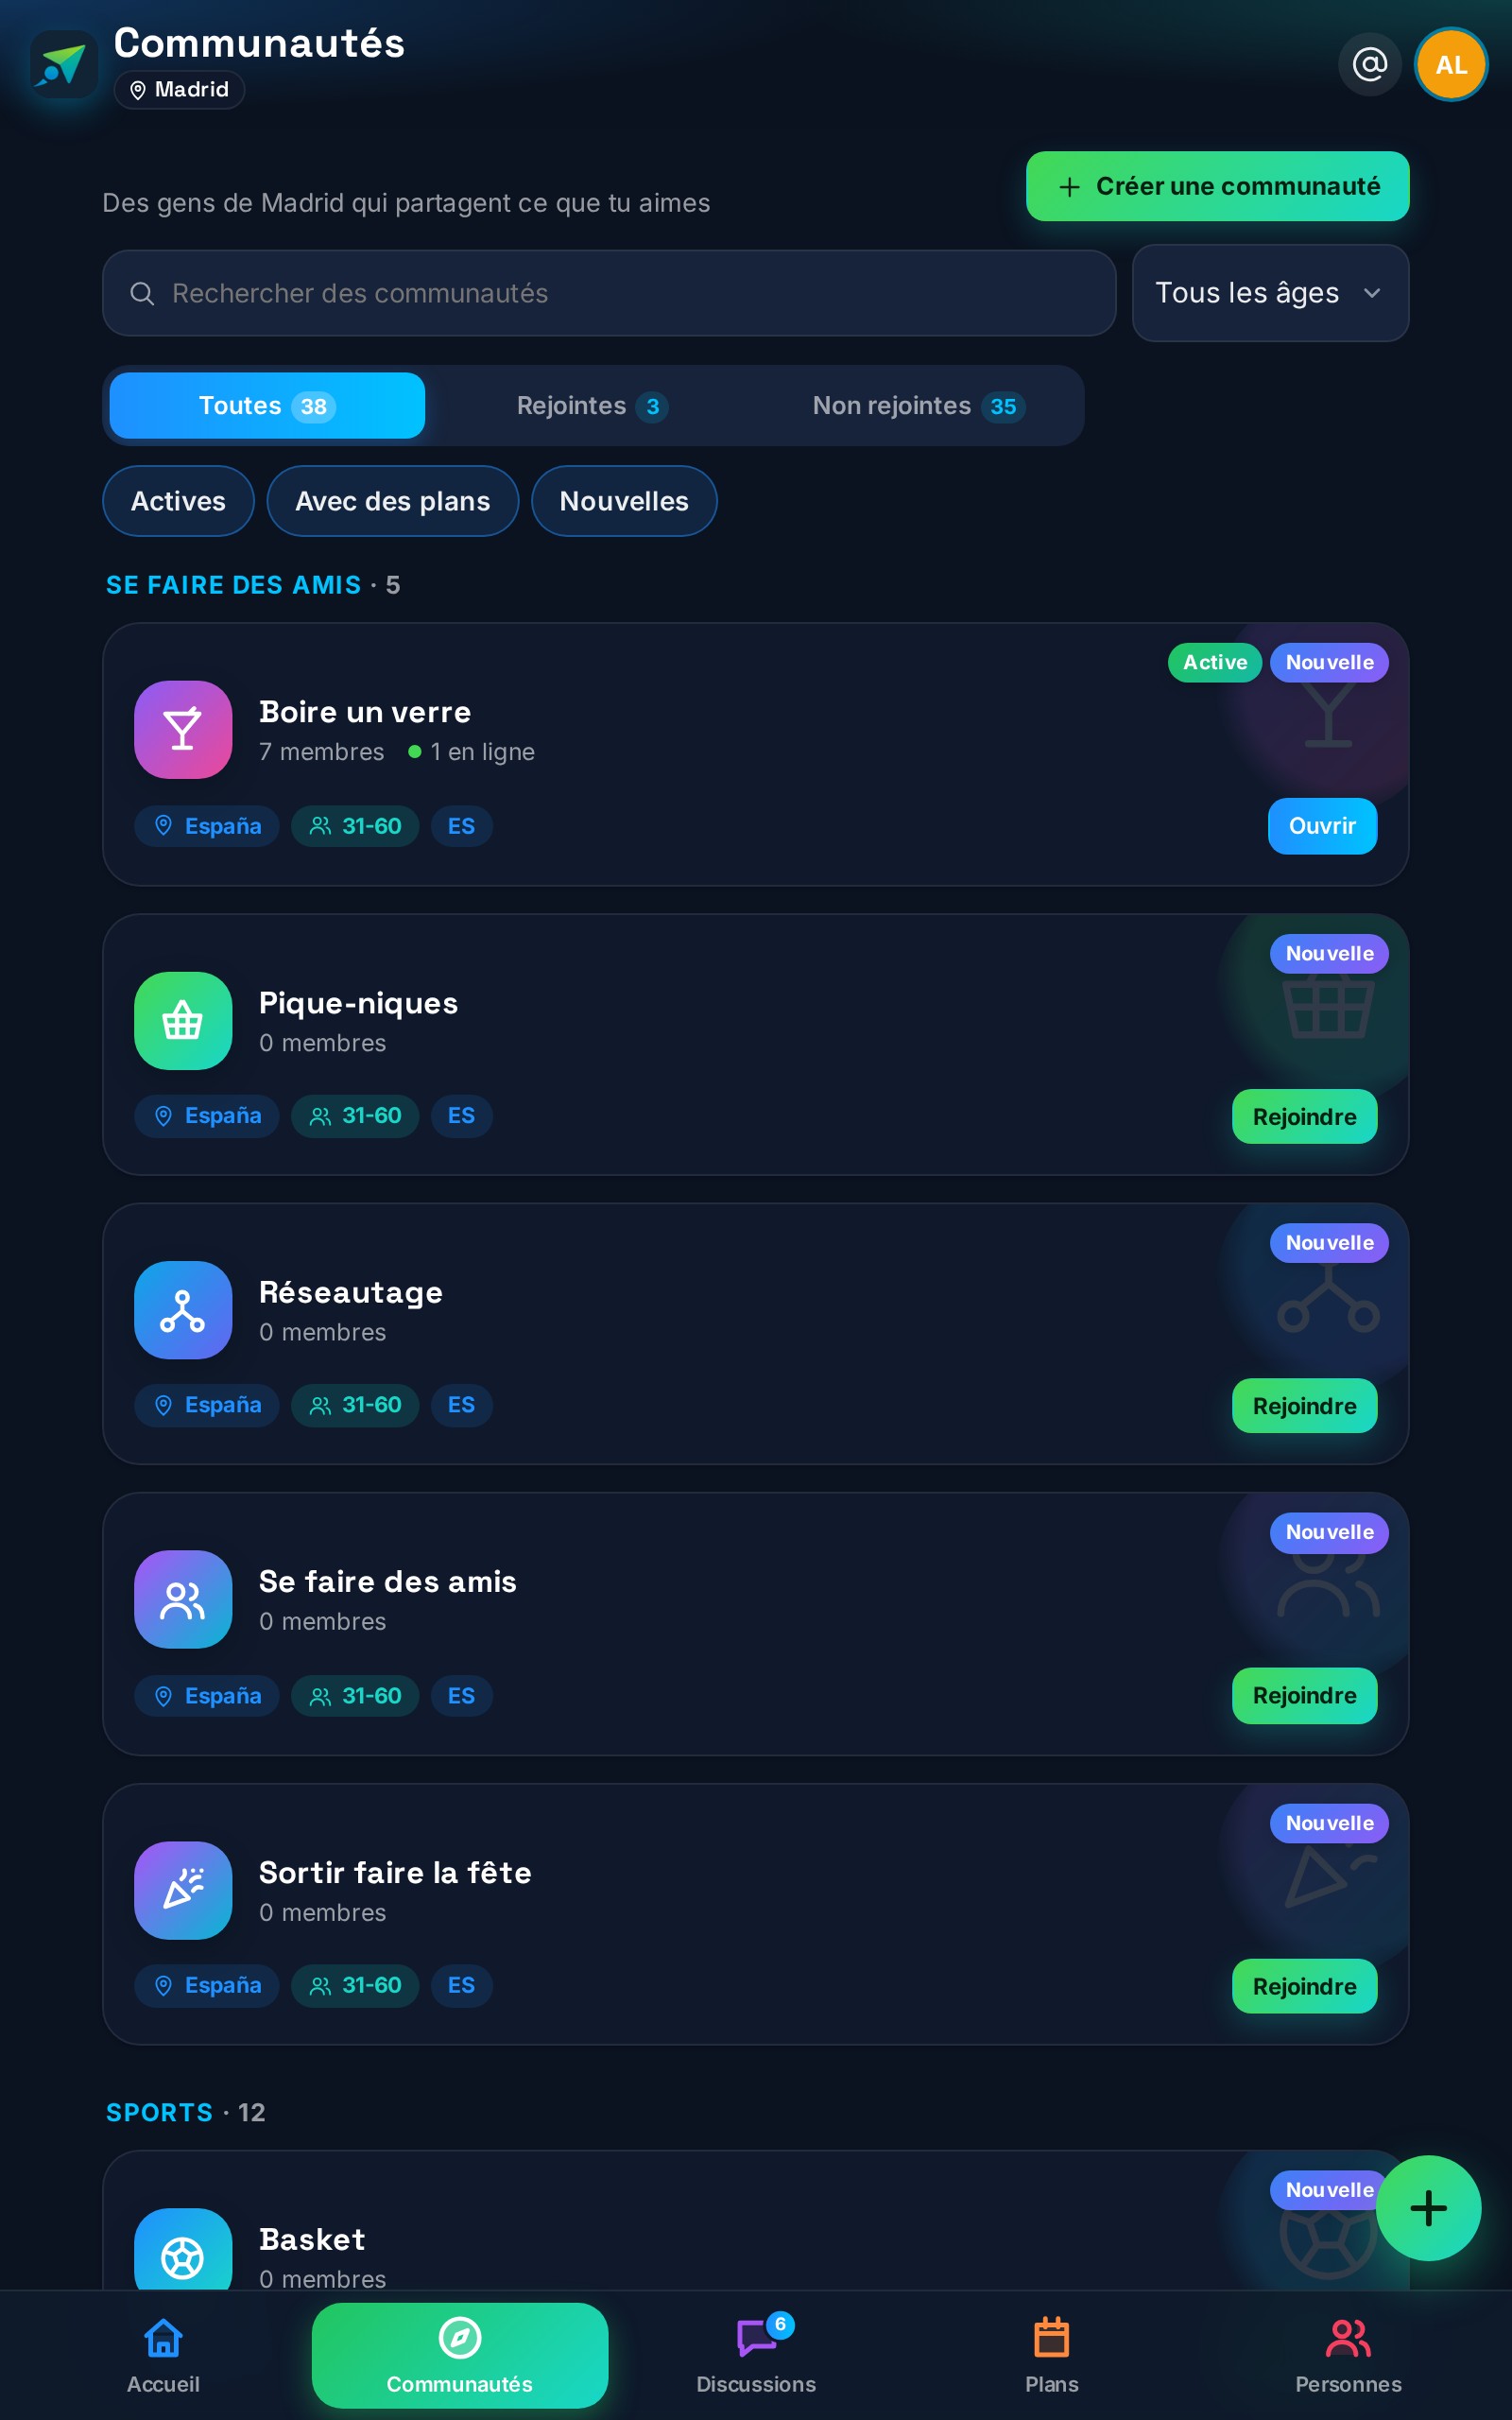 Communautés
Madrid
AL
Des gens de Madrid qui partagent ce que tu aimes
Créer une communauté
Rechercher des communautés
Tous les âges
Toutes 38
Rejointes 3
Non rejointes 35
Actives
Avec des plans
Nouvelles
SE FAIRE DES AMIS · 5
Active
Nouvelle
Boire un verre
7 membres
1 en ligne
España
31-60
ES
Ouvrir
Nouvelle
Pique-niques
0 membres
España
31-60
ES
Rejoindre
Nouvelle
Réseautage
0 membres
España
31-60
ES
Rejoindre
Nouvelle
Se faire des amis
0 membres
España
31-60
ES
Rejoindre
Nouvelle
Sortir faire la fête
0 membres
España
31-60
ES
Rejoindre
SPORTS · 12
Nouvelle
Basket
0 membres
6
Accueil
Communautés
Discussions
Plans
Personnes